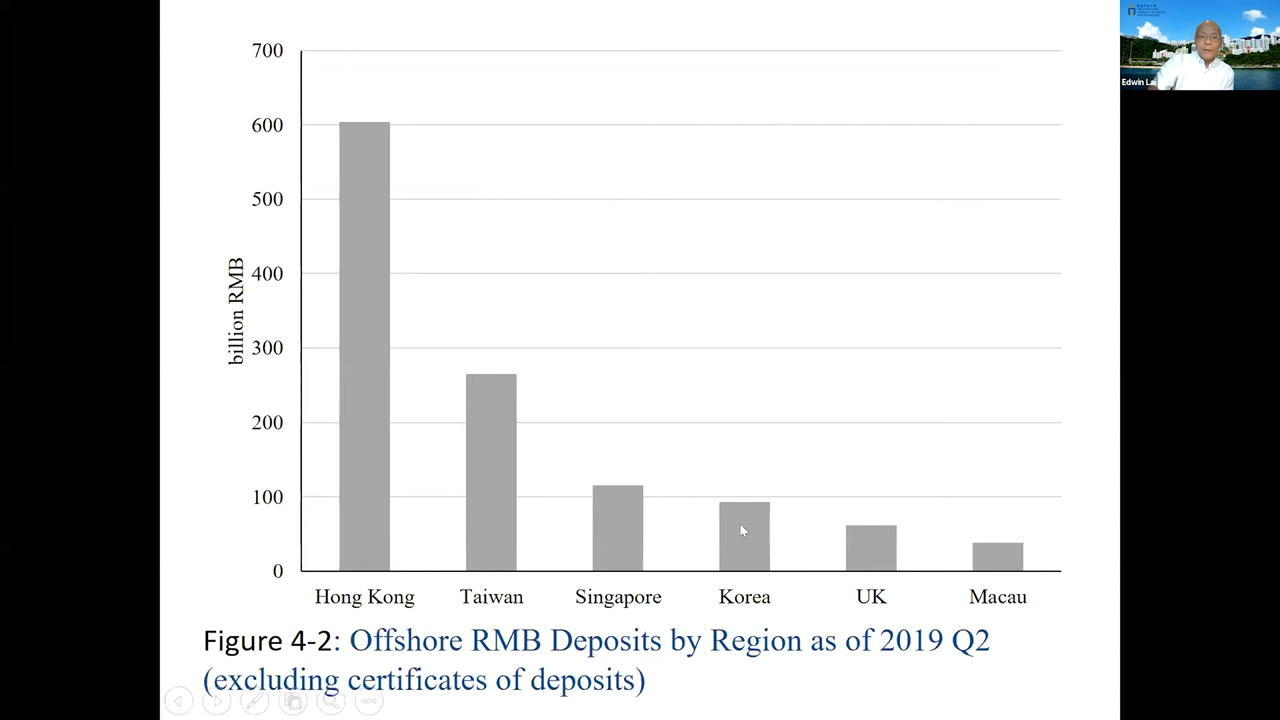 700
600
500
400
300
200
100
0
billion RMB
Hong Kong Taiwan Singapore Korea UK Macau
Figure 4-2: Offshore RMB Deposits by Region as of 2019 Q2
(excluding certificates of deposits)
Edwin Lai